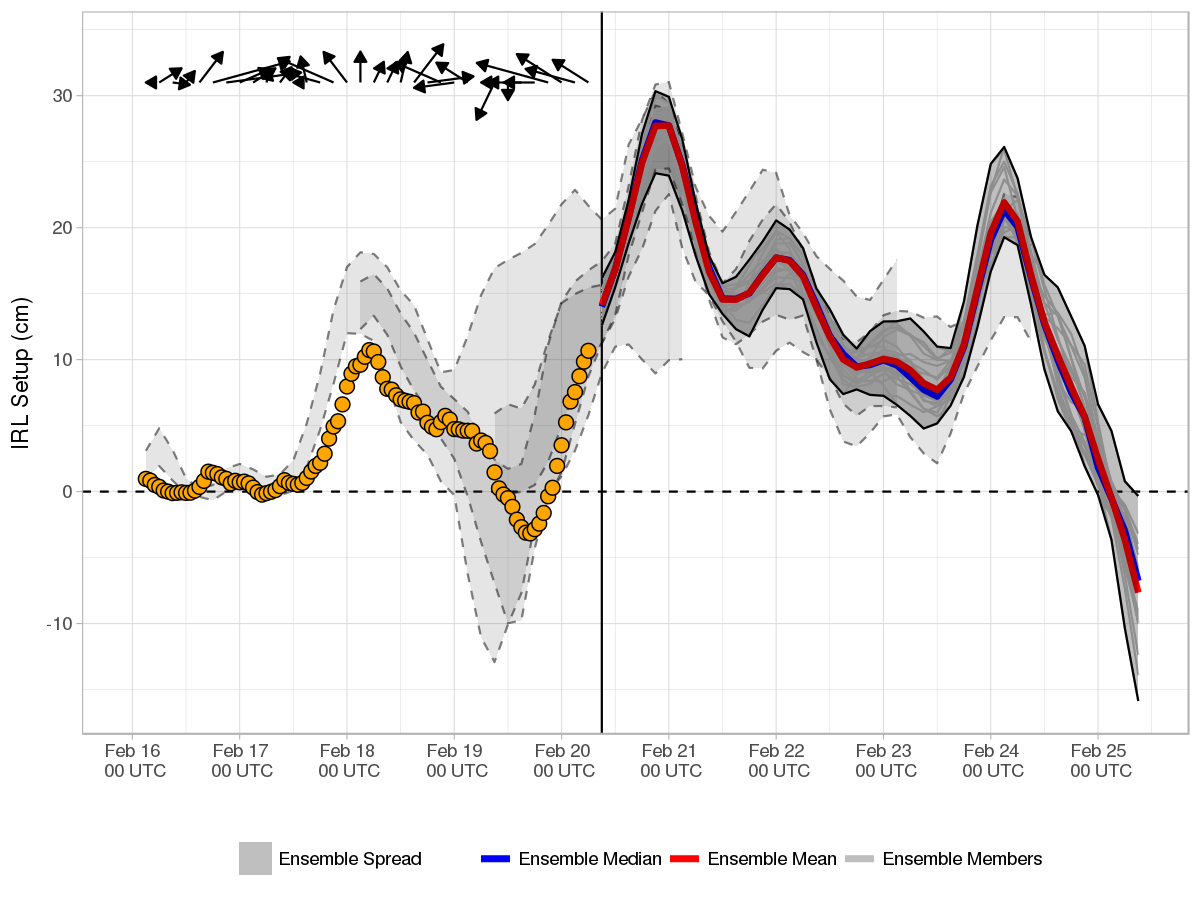 IRL Setup (cm)
30
20
10
0
-10
Feb 16 Feb 17 Feb 18 Feb 19 Feb 20 Feb 21 Feb 22 Feb 23 Feb 24 Feb 25
00 UTC 00 UTC 00 UTC 00 UTC 00 UTC 00 UTC 00 UTC 00 UTC 00 UTC 00 UTC
Ensemble Spread Ensemble Median Ensemble Mean Ensemble Members